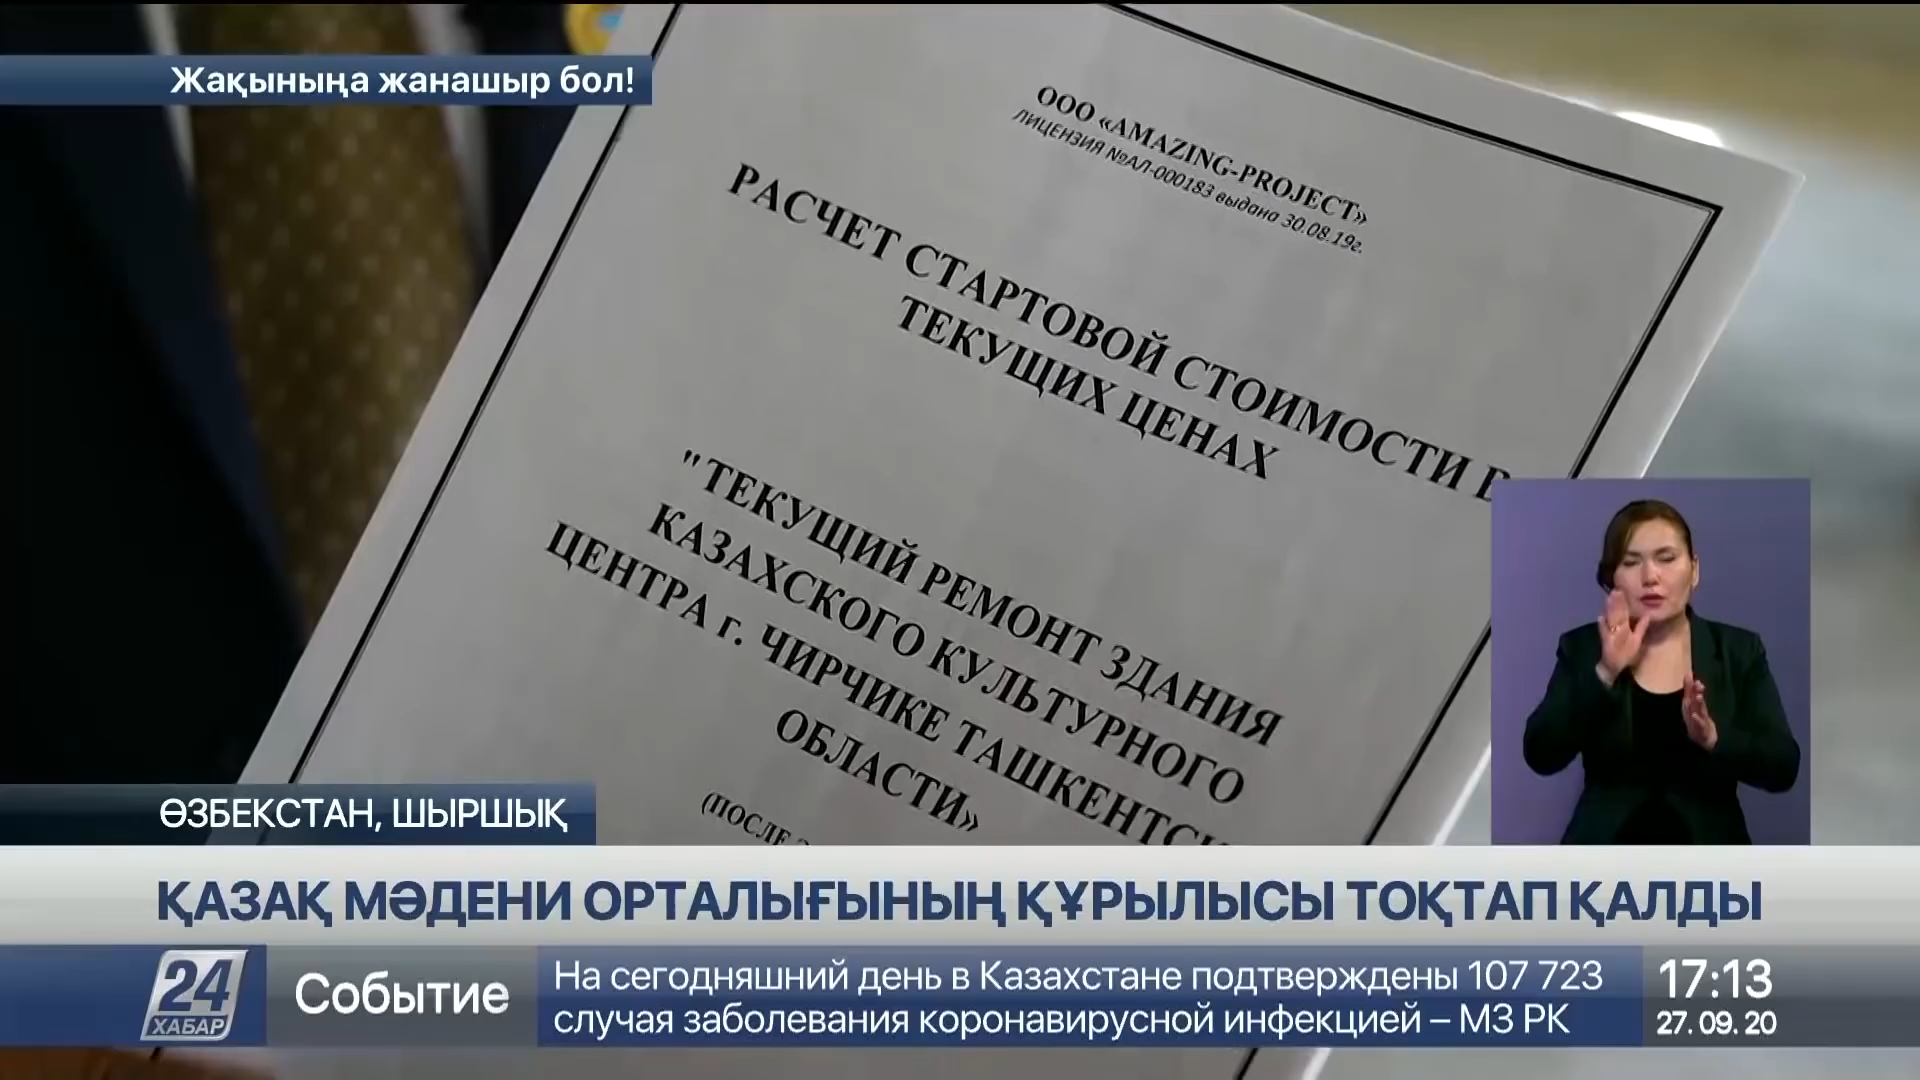 Жақыныңа жанашыр бол!
ООО «AMAZING-PROJECT»
ЛИЦЕНЗИЯ №АЛ-000183 выдана 30.08.19г.
РАСЧЕТ СТАРТОВОЙ СТОИМОСТИ В
ТЕКУЩИХ ЦЕНАХ
"ТЕКУЩИЙ РЕМОНТ ЗДАНИЯ
КАЗАХСКОГО КУЛЬТУРНОГО
ЦЕНТРА г. ЧИРЧИКЕ
ОБЛАСТИ»
(ПОСЛЕ
ӨЗБЕКСТАН, ШЫРШЫҚ
ҚАЗАҚ МӘДЕНИ ОРТАЛЫҒЫНЫҢ ҚҰРЫЛЫСЫ ТОҚТАП ҚАЛДЫ
24
ХАБАР
Событие
На сегодняшний день в Казахстане подтверждены 107 723
случая заболевания коронавирусной инфекцией – МЗ РК
17:13
27. 09. 20